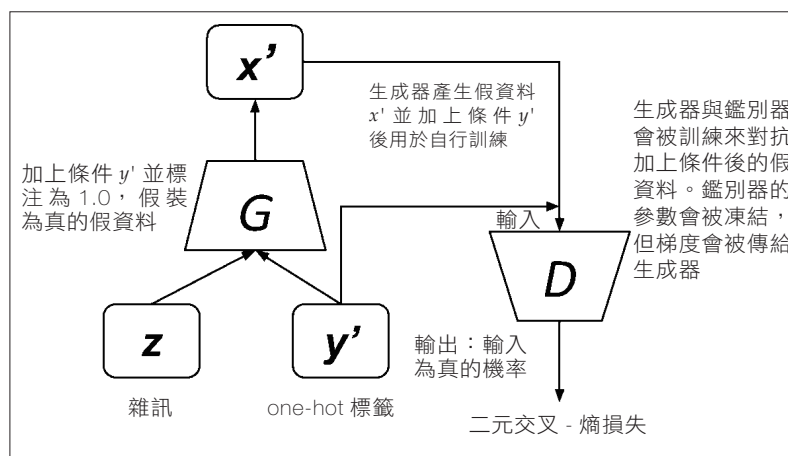 x'
生成器產生假資料
x' 並加上條件 y'
後用於自行訓練
生成器與鑑別器
會被訓練來對抗
加上條件後的假
資料。鑑別器的
參數會被凍結，
但梯度會被傳給
生成器
加上條件 y' 並標
注為 1.0，假裝
為真的假資料
G
輸入
D
z
y'
輸出：輸入
為真的機率
雜訊
one-hot 標籤
二元交叉 - 熵損失